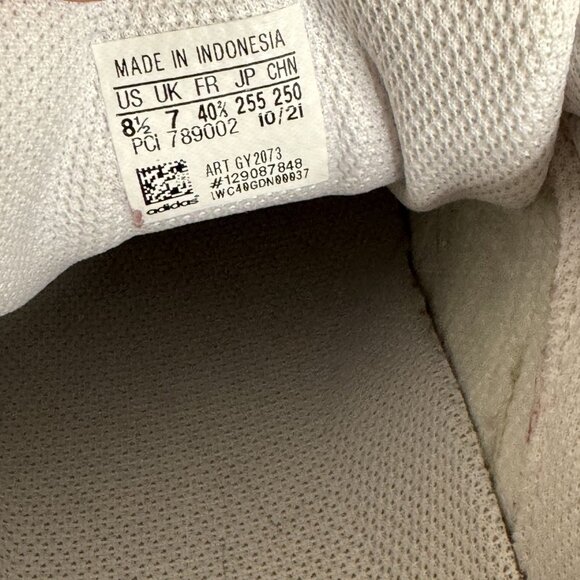 MADE IN INDONESIA
US UK FR JP CHN
8½ 7 40⅔ 255 250
PCI 789002 10/21
ART GY2073
#129087848
LWC40GDN00037
adidas